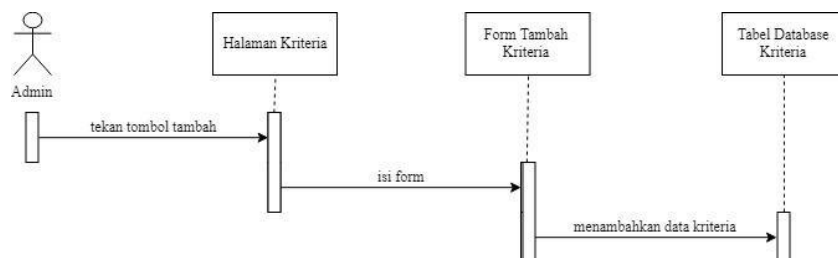 Halaman Kriteria
Form Tambah
Kriteria
Tabel Database
Kriteria
Admin
tekan tombol tambah
isi form
menambahkan data kriteria